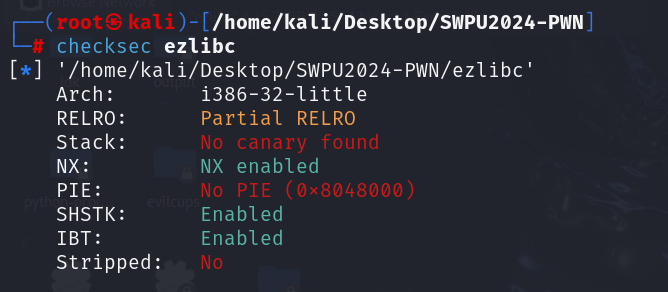 ┌──(root㉿kali)-[/home/kali/Desktop/SWPU2024-PWN]
└─# checksec ezlibc
[*] '/home/kali/Desktop/SWPU2024-PWN/ezlibc'
    Arch:       i386-32-little
    RELRO:      Partial RELRO
    Stack:      No canary found
    NX:         NX enabled
    PIE:        No PIE (0x8048000)
    SHSTK:      Enabled
    IBT:        Enabled
    Stripped:   No